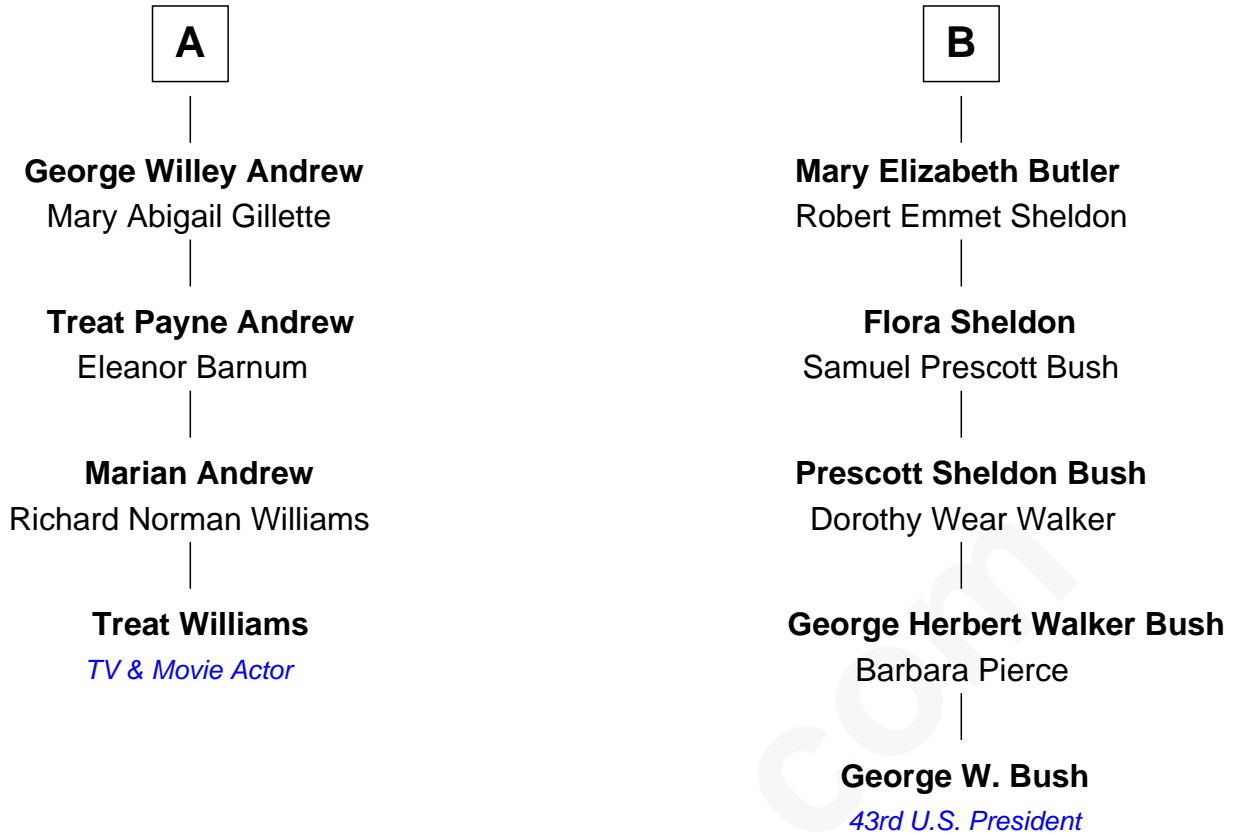 A
George Willey Andrew
Mary Abigail Gillette
Treat Payne Andrew
Eleanor Barnum
Marian Andrew
Richard Norman Williams
Treat Williams
TV & Movie Actor
B
Mary Elizabeth Butler
Robert Emmet Sheldon
Flora Sheldon
Samuel Prescott Bush
Prescott Sheldon Bush
Dorothy Wear Walker
George Herbert Walker Bush
Barbara Pierce
George W. Bush
43rd U.S. President
com